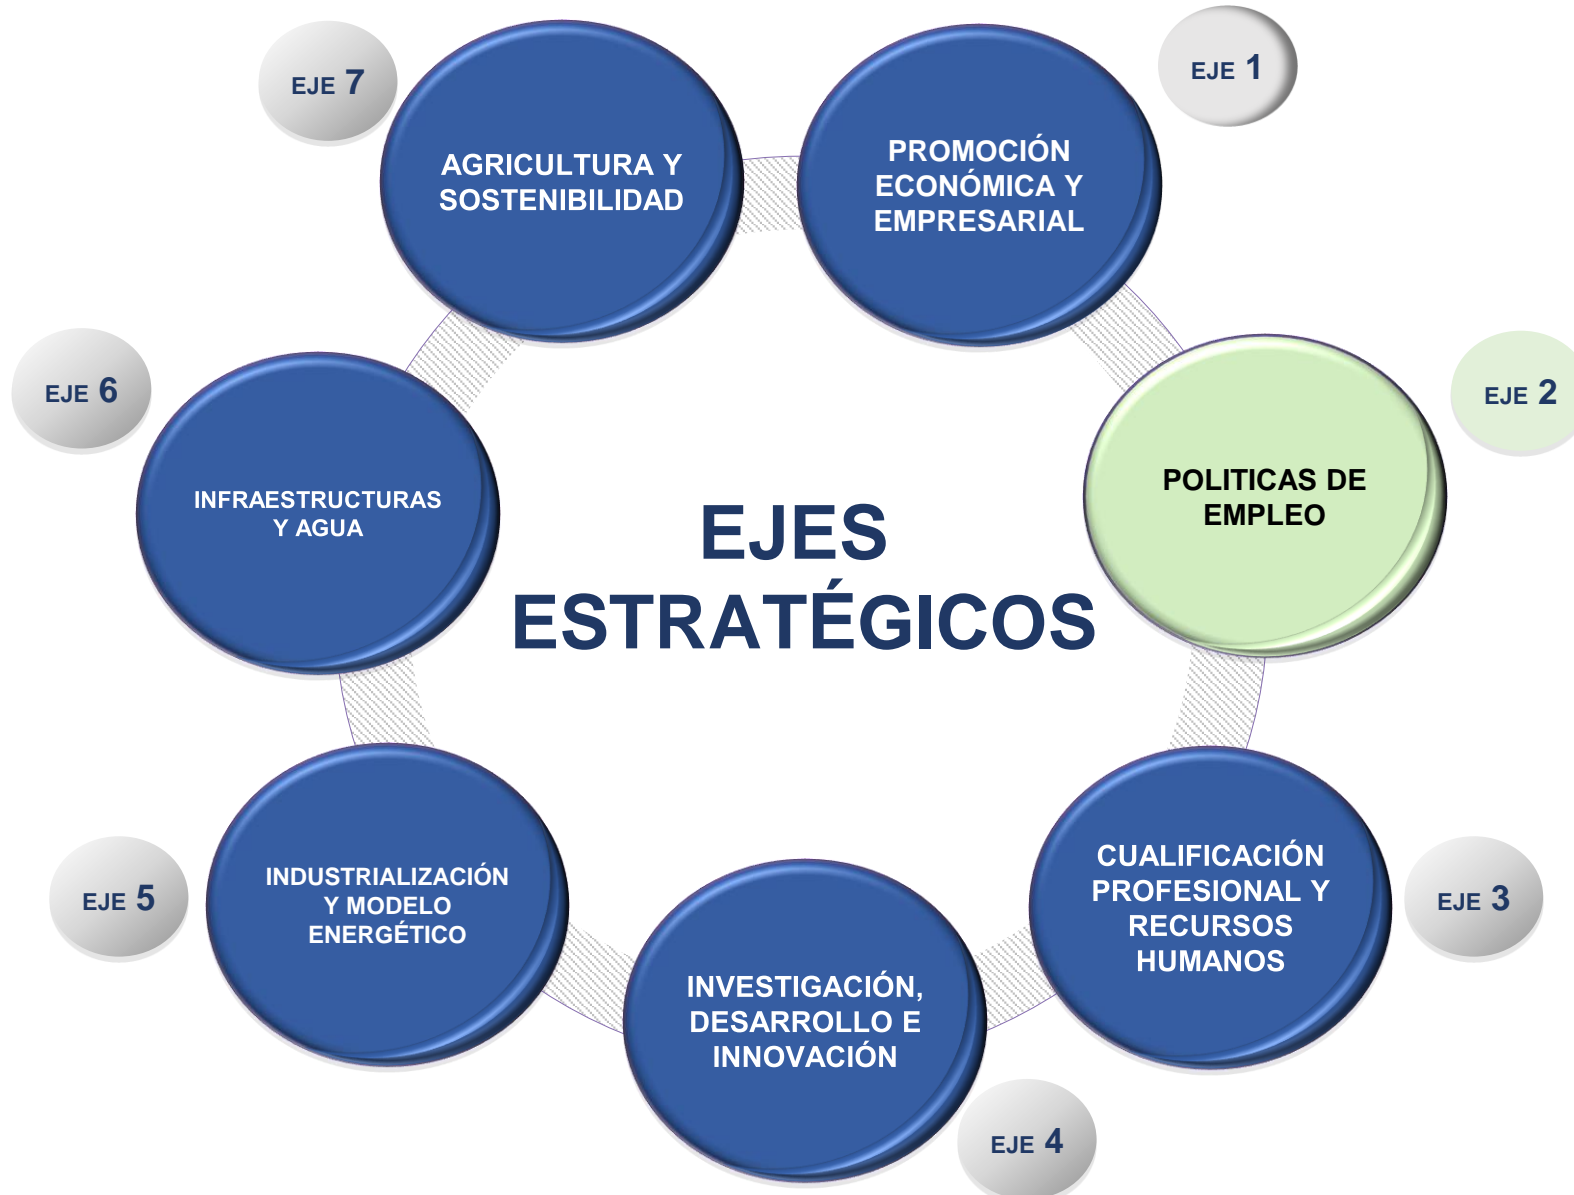 EJE 7
EJE 1
AGRICULTURA Y
SOSTENIBILIDAD
PROMOCIÓN
ECONÓMICA Y
EMPRESARIAL
EJE 6
EJE 2
INFRAESTRUCTURAS
Y AGUA
POLITICAS DE
EMPLEO
EJES
ESTRATÉGICOS
EJE 5
INDUSTRIALIZACIÓN
Y MODELO
ENERGÉTICO
CUALIFICACIÓN
PROFESIONAL Y
RECURSOS
HUMANOS
EJE 3
INVESTIGACIÓN,
DESARROLLO E
INNOVACIÓN
EJE 4